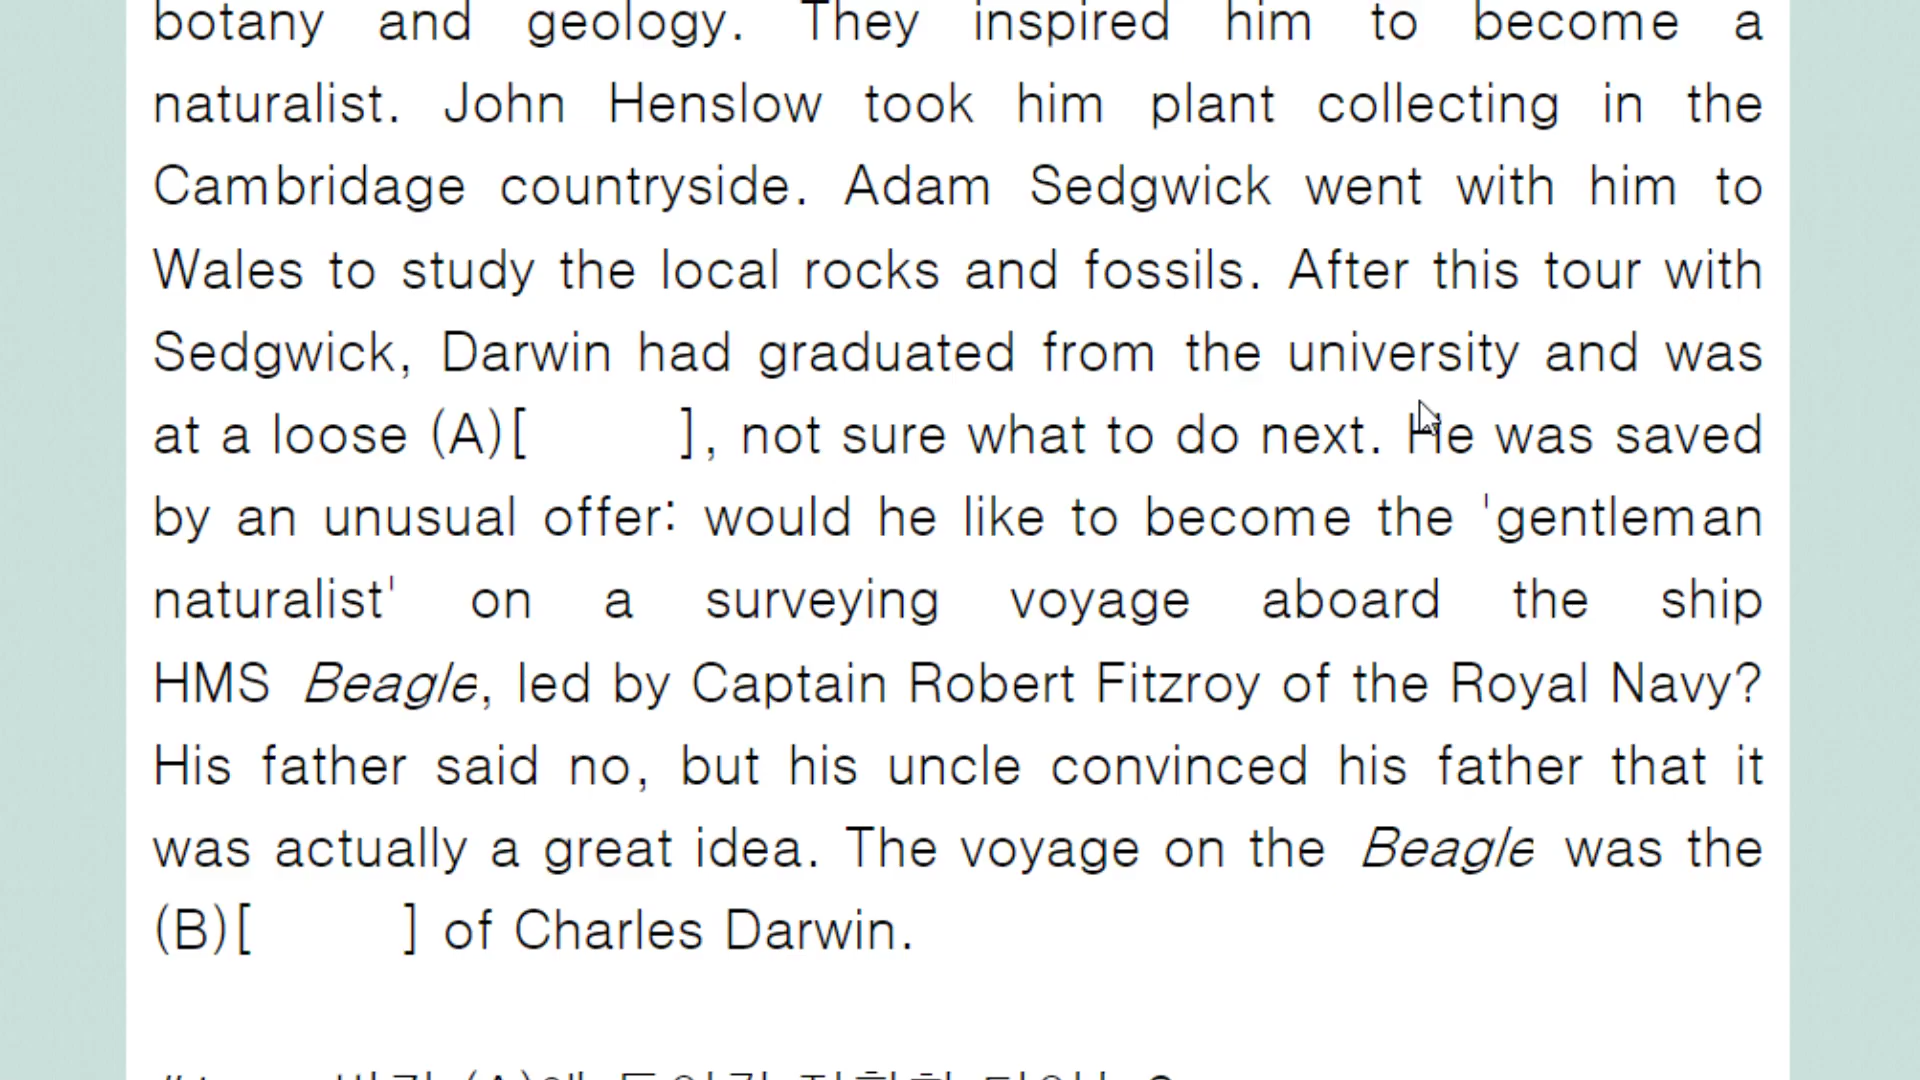 botany and geology. They inspired him to become a
naturalist. John Henslow took him plant collecting in the
Cambridage countryside. Adam Sedgwick went with him to
Wales to study the local rocks and fossils. After this tour with
Sedgwick, Darwin had graduated from the university and was
at a loose (A)[ ], not sure what to do next. He was saved
by an unusual offer: would he like to become the 'gentleman
naturalist' on a surveying voyage aboard the ship
HMS Beagle, led by Captain Robert Fitzroy of the Royal Navy?
His father said no, but his uncle convinced his father that it
was actually a great idea. The voyage on the Beagle was the
(B)[ ] of Charles Darwin.